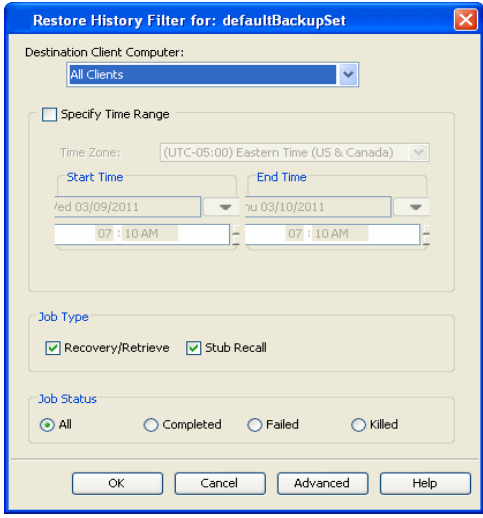 Restore History Filter for: defaultBackupSet
Destination Client Computer:
All Clients
Specify Time Range
Time Zone: (UTC-05:00) Eastern Time (US & Canada)
Start Time End Time
03/09/2011 03/10/2011
07 : 10 AM 07 : 10 AM
Job Type
Recovery/Retrieve Stub Recall
Job Status
All Completed Failed Killed
OK Cancel Advanced Help